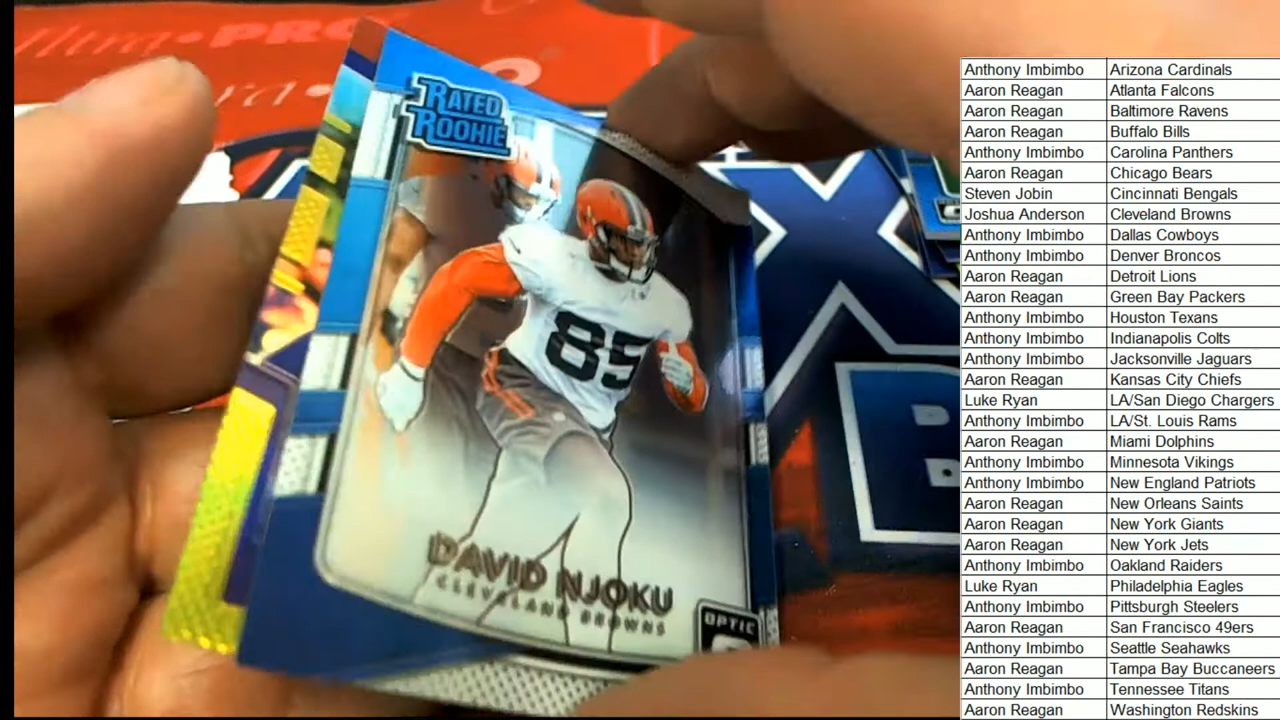 Ultra•PRO
RATED
ROOKIE
85
DAVID NJOKU
CLEVELAND BROWNS
OPTIC
Anthony Imbimbo Arizona Cardinals
Aaron Reagan Atlanta Falcons
Aaron Reagan Baltimore Ravens
Aaron Reagan Buffalo Bills
Anthony Imbimbo Carolina Panthers
Aaron Reagan Chicago Bears
Steven Jobin Cincinnati Bengals
Joshua Anderson Cleveland Browns
Anthony Imbimbo Dallas Cowboys
Anthony Imbimbo Denver Broncos
Aaron Reagan Detroit Lions
Aaron Reagan Green Bay Packers
Anthony Imbimbo Houston Texans
Anthony Imbimbo Indianapolis Colts
Anthony Imbimbo Jacksonville Jaguars
Aaron Reagan Kansas City Chiefs
Luke Ryan LA/San Diego Chargers
Anthony Imbimbo LA/St. Louis Rams
Aaron Reagan Miami Dolphins
Anthony Imbimbo Minnesota Vikings
Anthony Imbimbo New England Patriots
Aaron Reagan New Orleans Saints
Aaron Reagan New York Giants
Aaron Reagan New York Jets
Anthony Imbimbo Oakland Raiders
Luke Ryan Philadelphia Eagles
Anthony Imbimbo Pittsburgh Steelers
Aaron Reagan San Francisco 49ers
Anthony Imbimbo Seattle Seahawks
Aaron Reagan Tampa Bay Buccaneers
Anthony Imbimbo Tennessee Titans
Aaron Reagan Washington Redskins